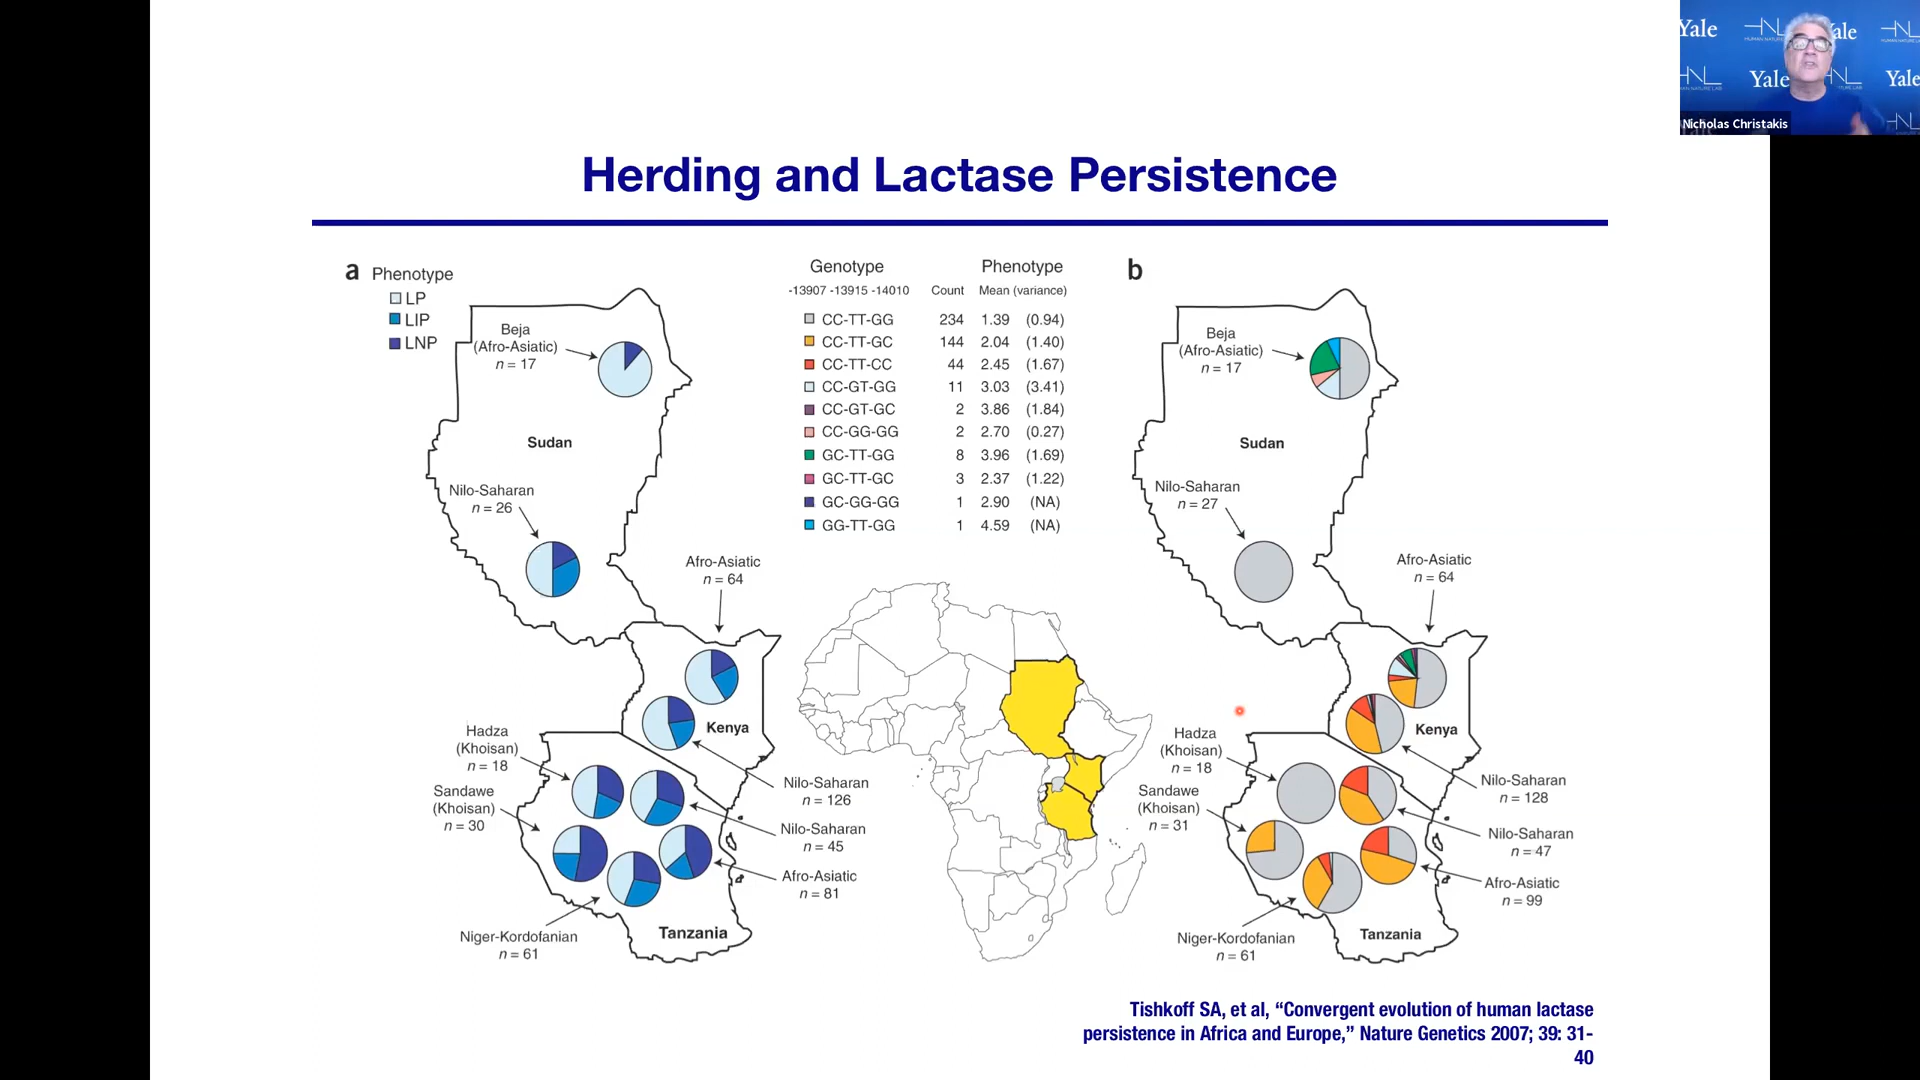 Yale
Yale
Yale
Yale
HNL
HUMAN NATURE LAB
Nicholas Christakis
Herding and Lactase Persistence
a Phenotype
LP
LIP
LNP
Beja
(Afro-Asiatic)
n = 17
Sudan
Nilo-Saharan
n = 26
Afro-Asiatic
n = 64
Kenya
Hadza
(Khoisan)
n = 18
Sandawe
(Khoisan)
n = 30
Nilo-Saharan
n = 126
Nilo-Saharan
n = 45
Afro-Asiatic
n = 81
Niger-Kordofanian
n = 61
Tanzania
Genotype Phenotype
-13907 -13915 -14010 Count Mean (variance)
CC-TT-GG 234 1.39 (0.94)
CC-TT-GC 144 2.04 (1.40)
CC-TT-CC 44 2.45 (1.67)
CC-GT-GG 11 3.03 (3.41)
CC-GT-GC 2 3.86 (1.84)
CC-GG-GG 2 2.70 (0.27)
GC-TT-GG 8 3.96 (1.69)
GC-TT-GC 3 2.37 (1.22)
GC-GG-GG 1 2.90 (NA)
GG-TT-GG 1 4.59 (NA)
b
Beja
(Afro-Asiatic)
n = 17
Sudan
Nilo-Saharan
n = 27
Afro-Asiatic
n = 64
Kenya
Hadza
(Khoisan)
n = 18
Sandawe
(Khoisan)
n = 31
Nilo-Saharan
n = 128
Nilo-Saharan
n = 47
Afro-Asiatic
n = 99
Niger-Kordofanian
n = 61
Tanzania
Tishkoff SA, et al, “Convergent evolution of human lactase
persistence in Africa and Europe,” Nature Genetics 2007; 39: 31-
40